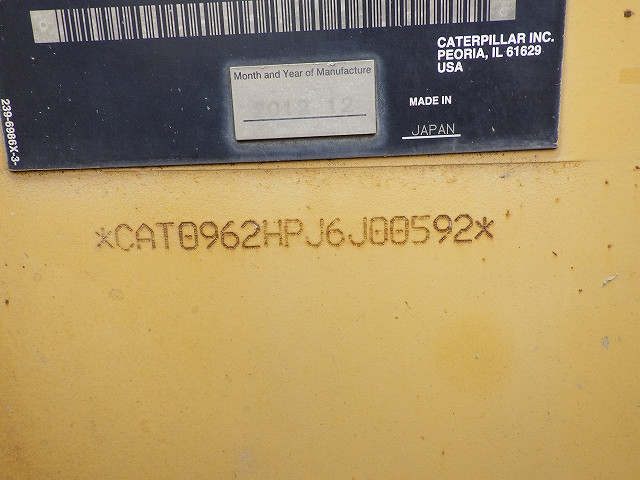 CATERPILLAR INC.
PEORIA, IL 61629
USA
Month and Year of Manufacture
2012 12
MADE IN
JAPAN
239-6986X-3-
*CAT0962HPJ6J00592*